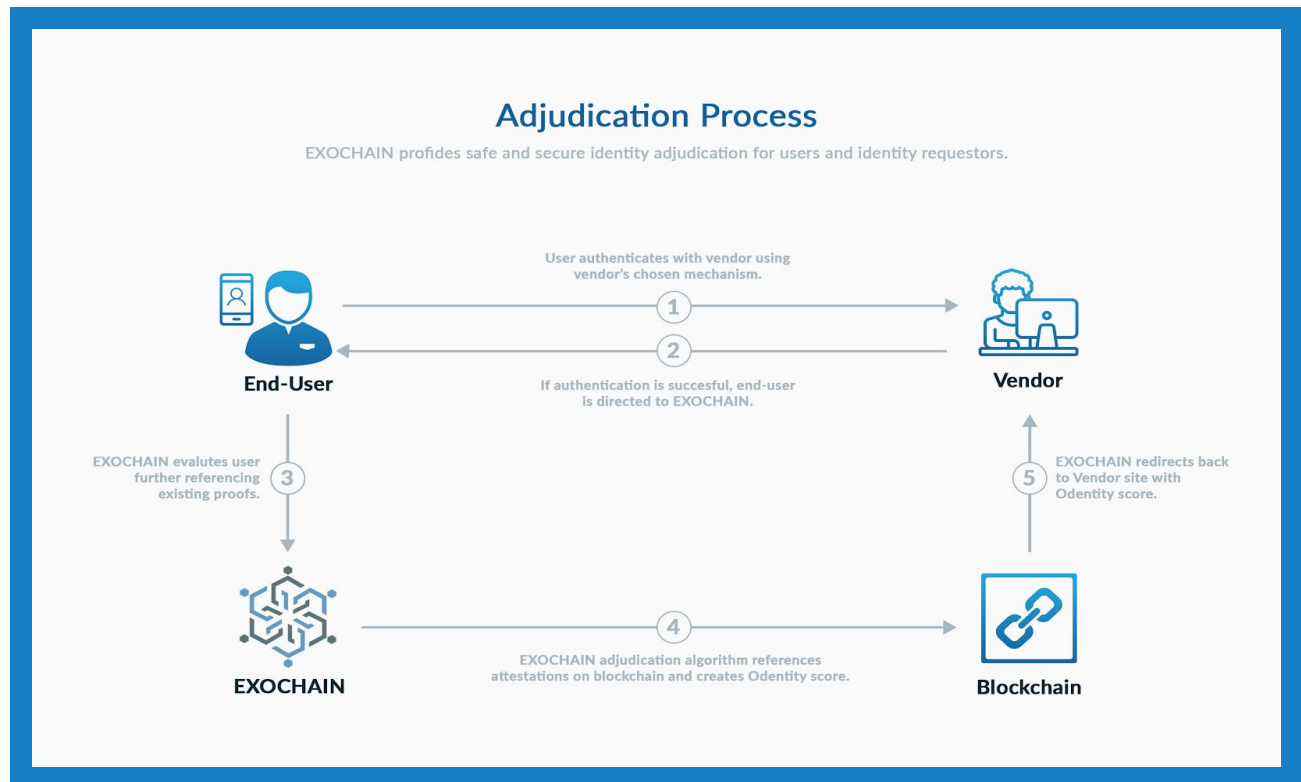 Adjudication Process
EXOCHAIN profides safe and secure identity adjudication for users and identity requestors.
User authenticates with vendor using
vendor's chosen mechanism.
1
2
If authentication is succesful, end-user
is directed to EXOCHAIN.
End-User
Vendor
EXOCHAIN evalutes user
further referencing
existing proofs.
3
5
EXOCHAIN redirects back
to Vendor site with
Odentity score.
4
EXOCHAIN adjudication algorithm references
attestations on blockchain and creates Odentity score.
EXOCHAIN
Blockchain